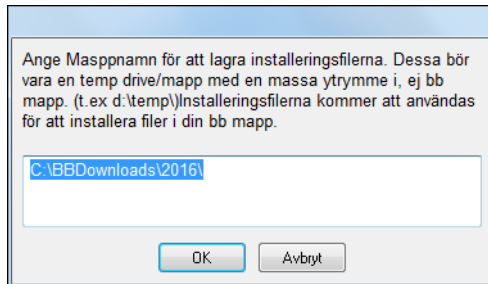 Ange Masppnamn för att lagra installeringsfilerna. Dessa bör
vara en temp drive/mapp med en massa ytrymme i, ej bb
mapp. (t.ex d:\temp\)Installeringsfilerna kommer att användas
för att installera filer i din bb mapp.
C:\BBDownloads\2016\
OK Avbryt